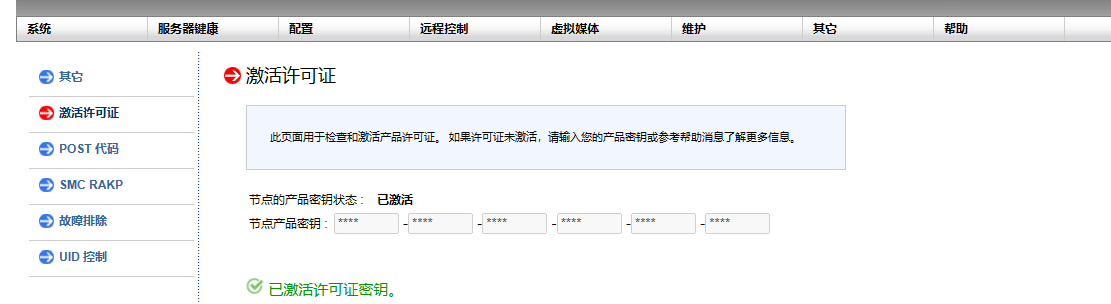 系统 服务器健康 配置 远程控制 虚拟媒体 维护 其它 帮助
其它
激活许可证
POST 代码
SMC RAKP
故障排除
UID 控制
激活许可证
此页面用于检查和激活产品许可证。 如果许可证未激活，请输入您的产品密钥或参考帮助消息了解更多信息。
节点的产品密钥状态： 已激活
节点产品密钥： **** - **** - **** - **** - **** - ****
已激活许可证密钥。